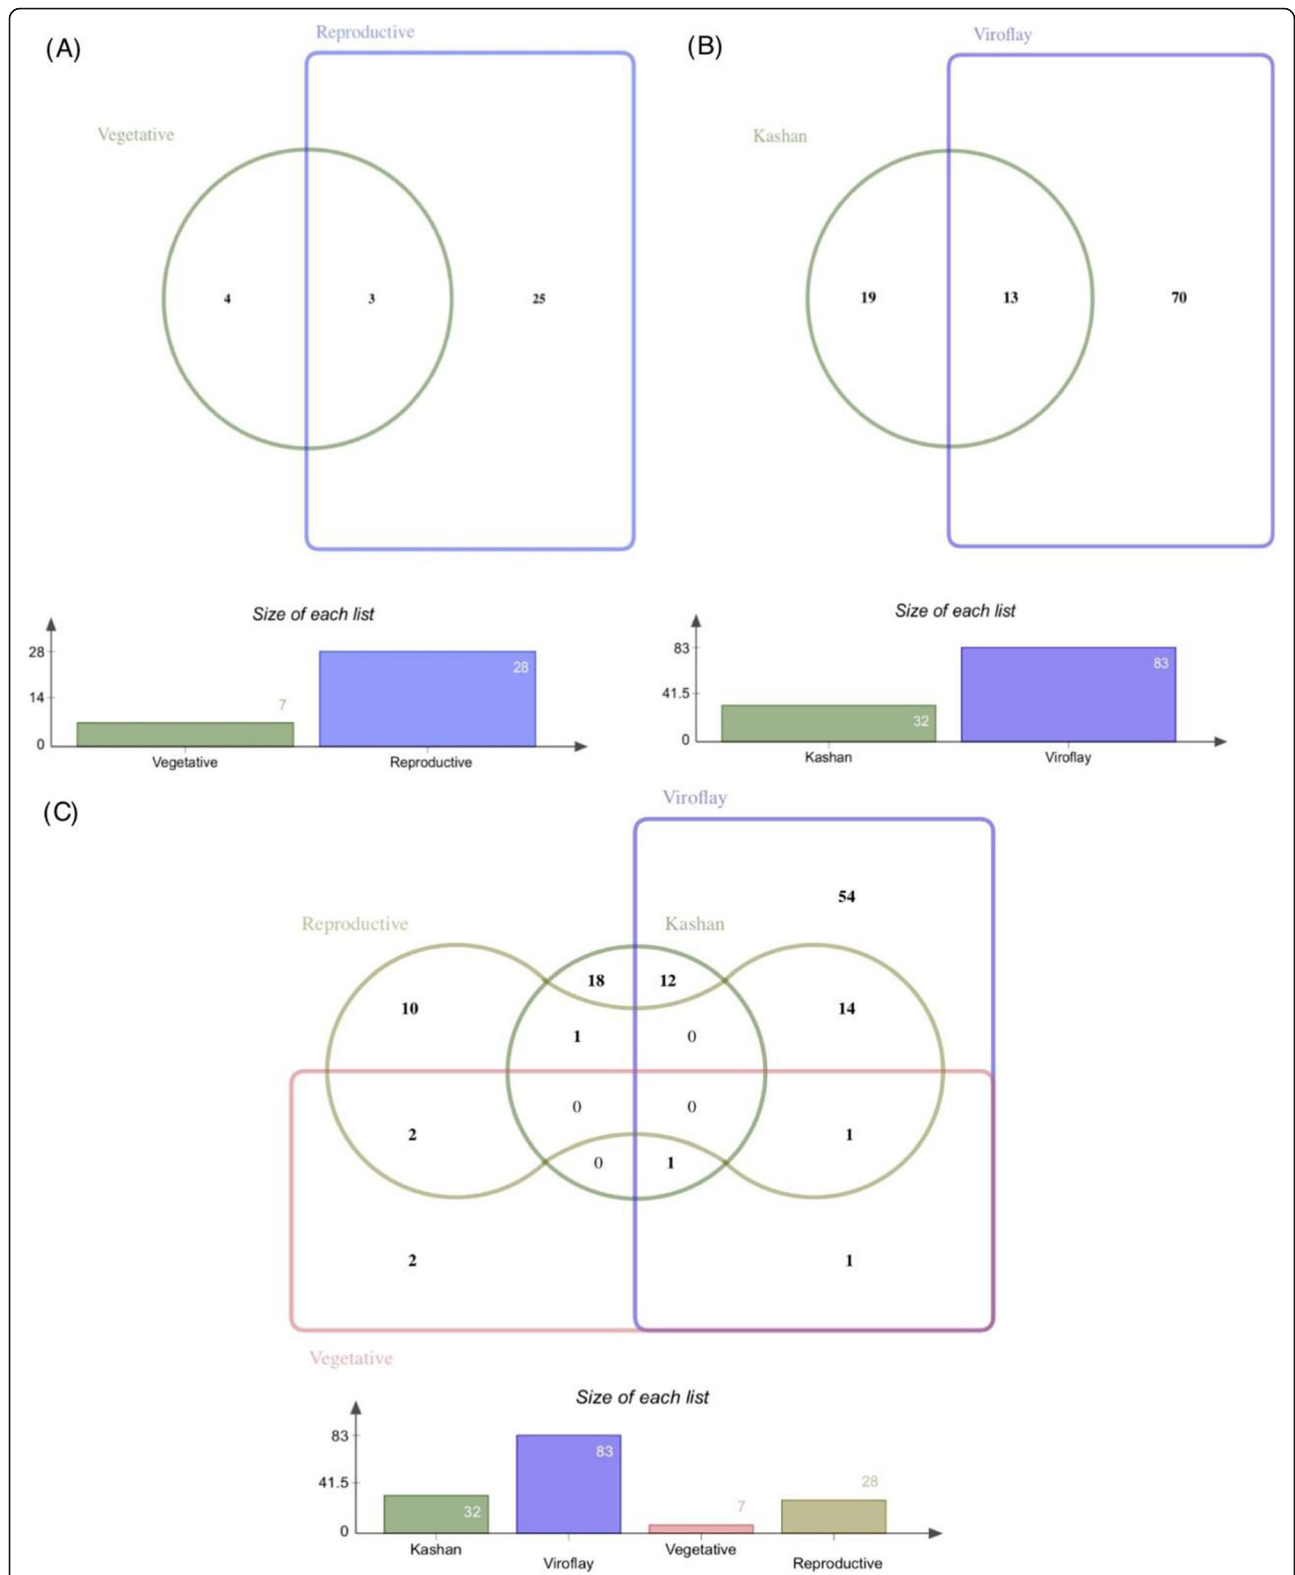 (A)
Reproductive
Vegetative
4
3
25
Size of each list
28
14
0
7
28
Vegetative
Reproductive
(B)
Viroflay
Kashan
19
13
70
Size of each list
83
41.5
0
32
83
Kashan
Viroflay
(C)
Viroflay
54
Reproductive
Kashan
18
12
10
14
1
0
0
0
2
1
0
1
2
1
Vegetative
Size of each list
83
41.5
0
32
83
7
28
Kashan
Viroflay
Vegetative
Reproductive